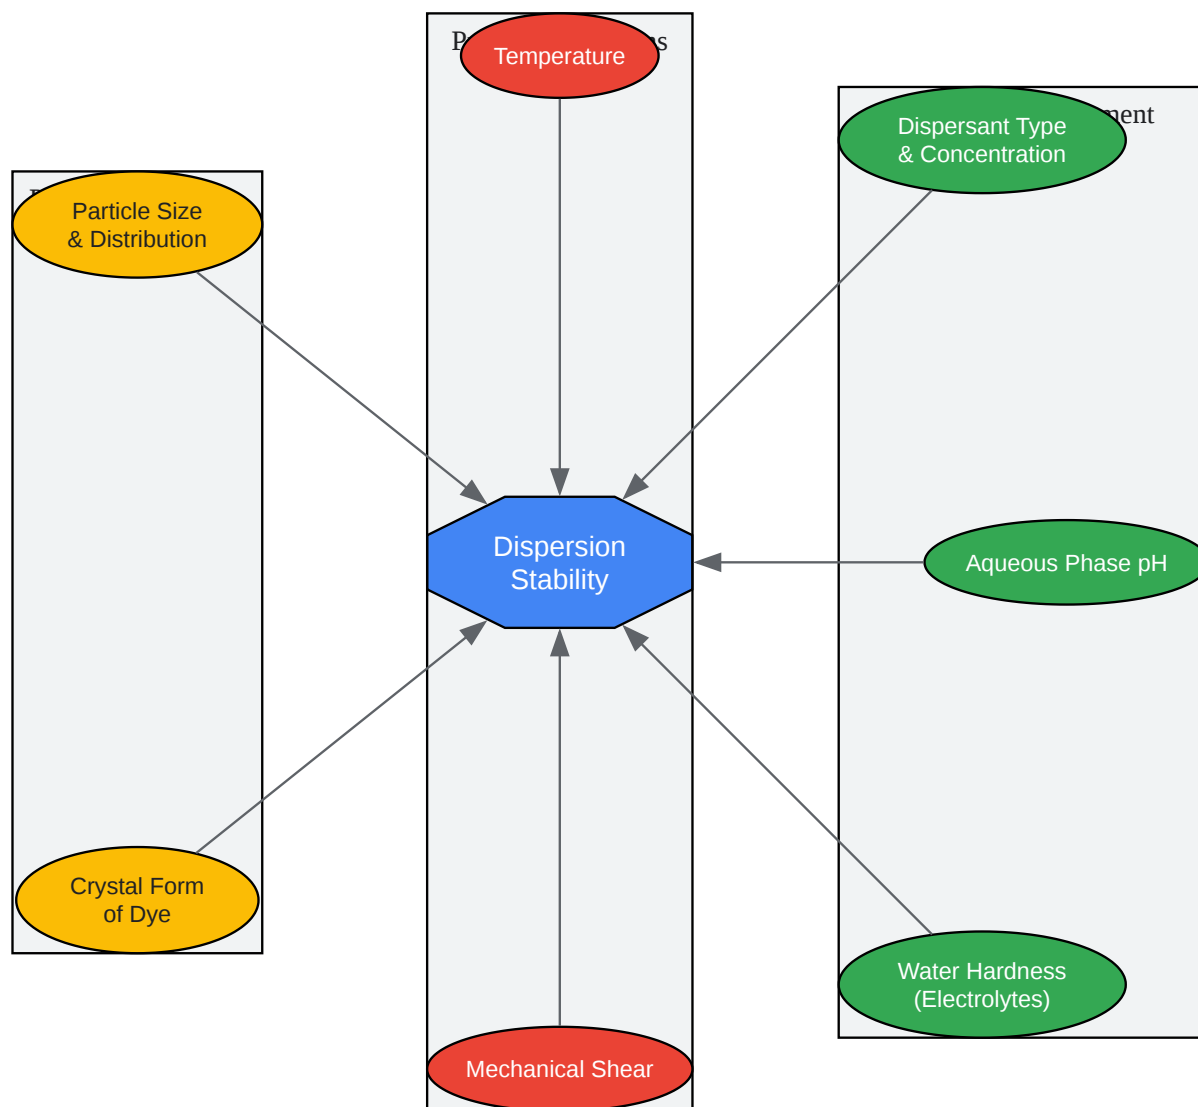 Temperature
Dispersant Type
& Concentration
Particle Size
& Distribution
Dispersion
Stability
Aqueous Phase pH
Crystal Form
of Dye
Water Hardness
(Electrolytes)
Mechanical Shear